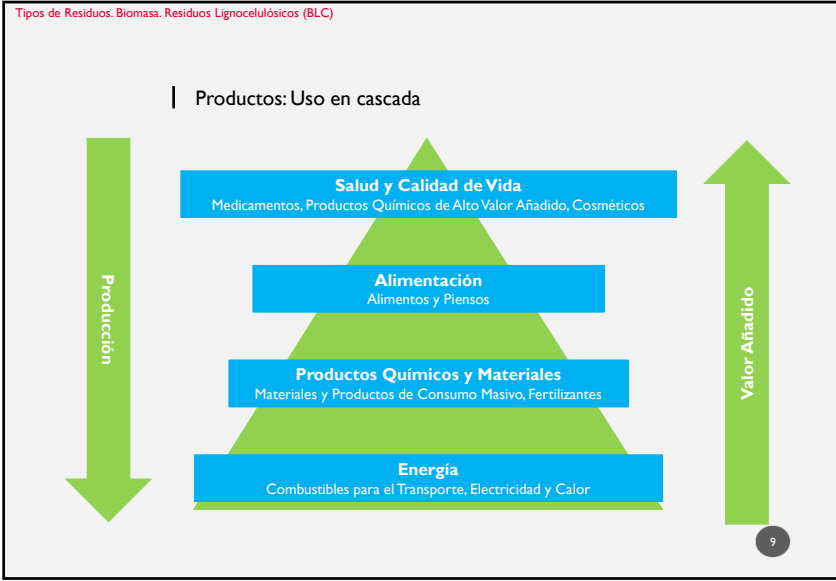 Tipos de Residuos. Biomasa. Residuos Lignocelulósicos (BLC)
Productos: Uso en cascada
Salud y Calidad de Vida
Medicamentos, Productos Químicos de Alto Valor Añadido, Cosméticos
Alimentación
Alimentos y Piensos
Productos Químicos y Materiales
Materiales y Productos de Consumo Masivo, Fertilizantes
Energía
Combustibles para el Transporte, Electricidad y Calor
Producción
Valor Añadido
9